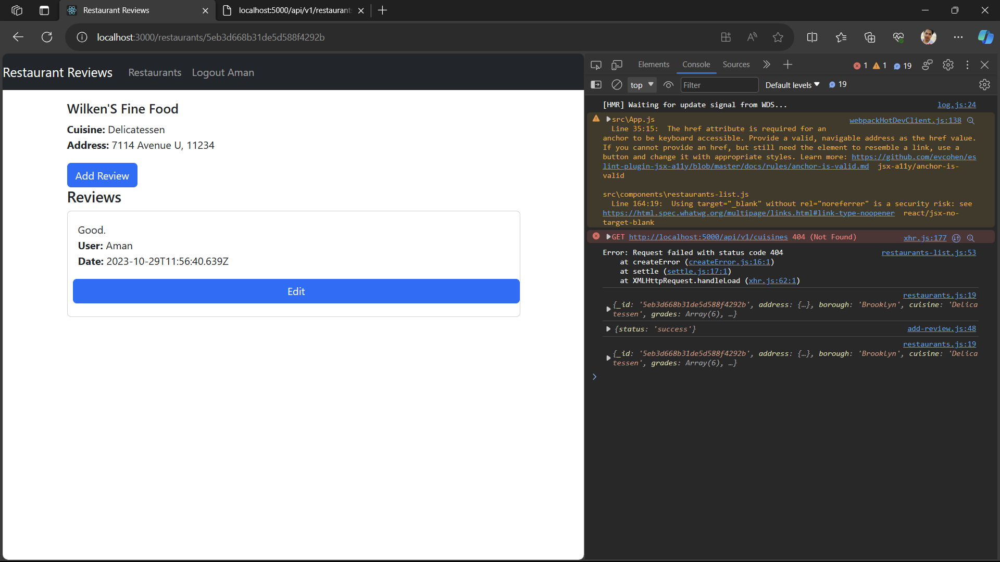 Restaurant Reviews
localhost:5000/api/v1/restaurant
localhost:3000/restaurants/5eb3d668b31de5d588f4292b
Restaurant Reviews Restaurants Logout Aman
Wilken'S Fine Food
Cuisine: Delicatessen
Address: 7114 Avenue U, 11234
Add Review
Reviews
Good.
User: Aman
Date: 2023-10-29T11:56:40.639Z
Edit
Elements Console Sources 1 1 19
top Filter Default levels 19
[HMR] Waiting for update signal from WDS... log.js:24
src\App.js webpackHotDevClient.js:138
Line 35:15: The href attribute is required for an
anchor to be keyboard accessible. Provide a valid, navigable address as the href value.
If you cannot provide an href, but still need the element to resemble a link, use a
button and change it with appropriate styles. Learn more: https://github.com/evcohen/es
lint-plugin-jsx-a11y/blob/master/docs/rules/anchor-is-valid.md jsx-a11y/anchor-is-
valid
src\components\restaurants-list.js
Line 164:19: Using target="_blank" without rel="noreferrer" is a security risk: see
https://html.spec.whatwg.org/multipage/links.html#link-type-noopener react/jsx-no-
target-blank
GET http://localhost:5000/api/v1/cuisines 404 (Not Found) xhr.js:177
Error: Request failed with status code 404 restaurants-list.js:53
at createError (createError.js:16:1)
at settle (settle.js:17:1)
at XMLHttpRequest.handleLoad (xhr.js:62:1)
restaurants.js:19
{_id: '5eb3d668b31de5d588f4292b', address: {…}, borough: 'Brooklyn', cuisine: 'Delica
tessen', grades: Array(6), …}
{status: 'success'} add-review.js:48
restaurants.js:19
{_id: '5eb3d668b31de5d588f4292b', address: {…}, borough: 'Brooklyn', cuisine: 'Delica
tessen', grades: Array(6), …}